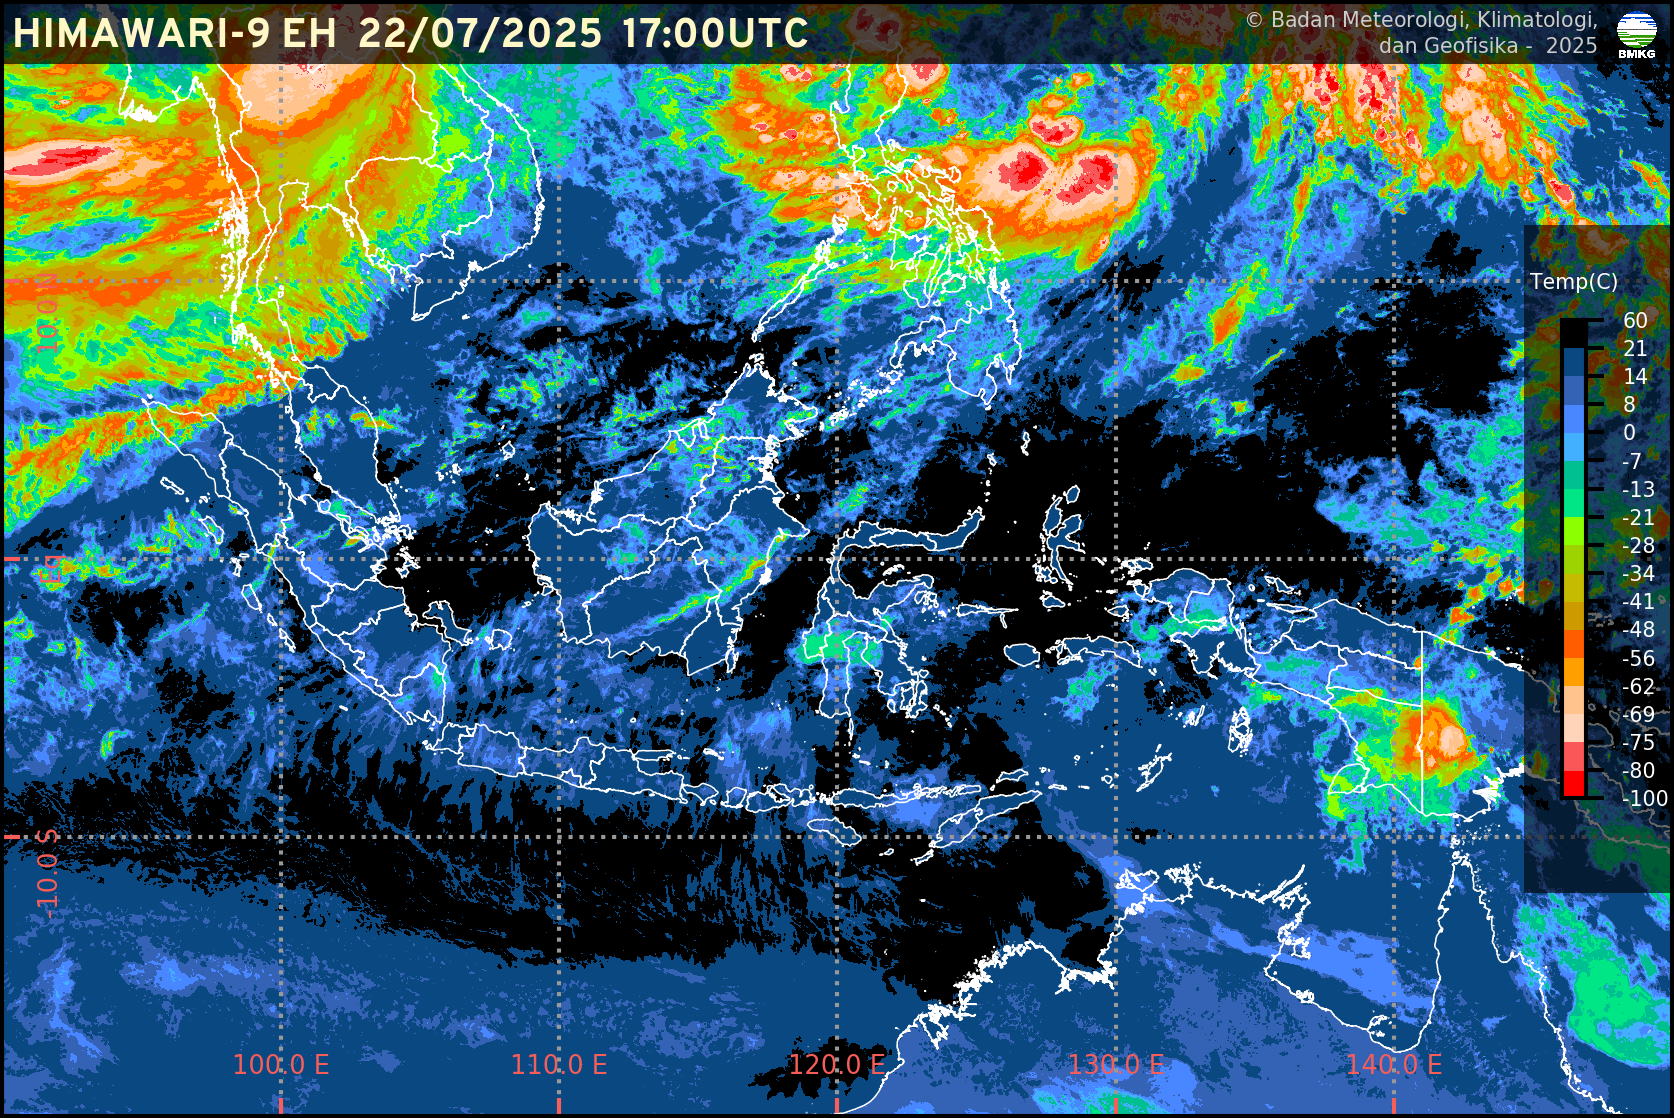 HIMAWARI-9 EH 22/07/2025 17:00UTC
© Badan Meteorologi, Klimatologi,
dan Geofisika - 2025
BMKG
Temp(C)
60
21
14
8
0
-7
-13
-21
-28
-34
-41
-48
-56
-62
-69
-75
-80
-100
10.0 N
Eq
-10.0 S
100.0 E
110.0 E
120.0 E
130.0 E
140.0 E